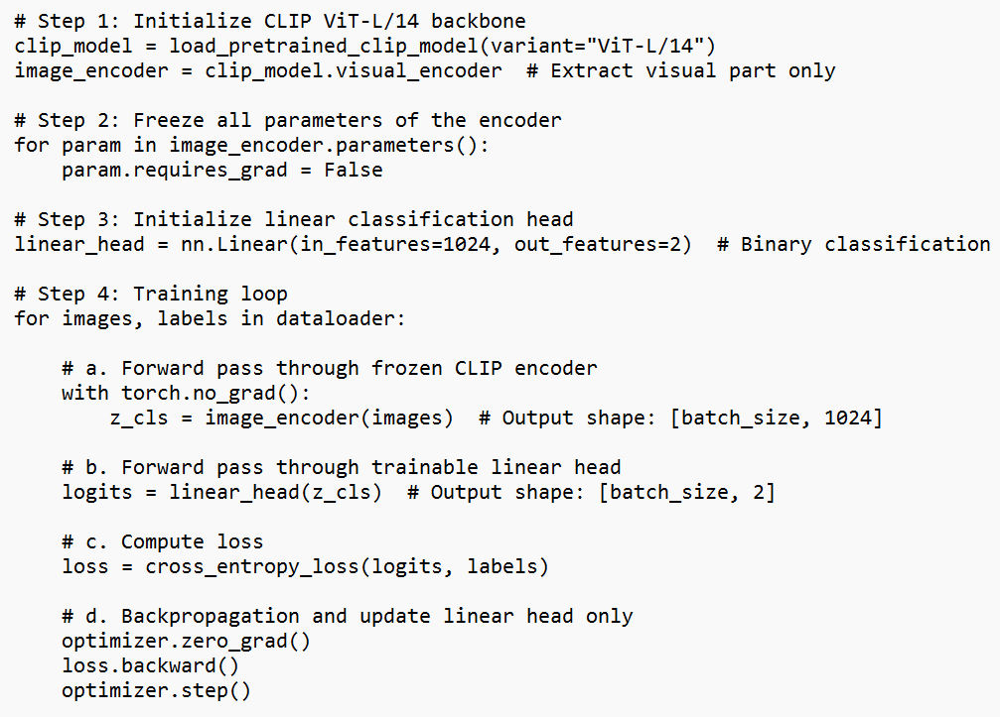 # Step 1: Initialize CLIP ViT-L/14 backbone
clip_model = load_pretrained_clip_model(variant="ViT-L/14")
image_encoder = clip_model.visual_encoder  # Extract visual part only

# Step 2: Freeze all parameters of the encoder
for param in image_encoder.parameters():
    param.requires_grad = False

# Step 3: Initialize linear classification head
linear_head = nn.Linear(in_features=1024, out_features=2)  # Binary classification

# Step 4: Training loop
for images, labels in dataloader:

    # a. Forward pass through frozen CLIP encoder
    with torch.no_grad():
        z_cls = image_encoder(images)  # Output shape: [batch_size, 1024]

    # b. Forward pass through trainable linear head
    logits = linear_head(z_cls)  # Output shape: [batch_size, 2]

    # c. Compute loss
    loss = cross_entropy_loss(logits, labels)

    # d. Backpropagation and update linear head only
    optimizer.zero_grad()
    loss.backward()
    optimizer.step()